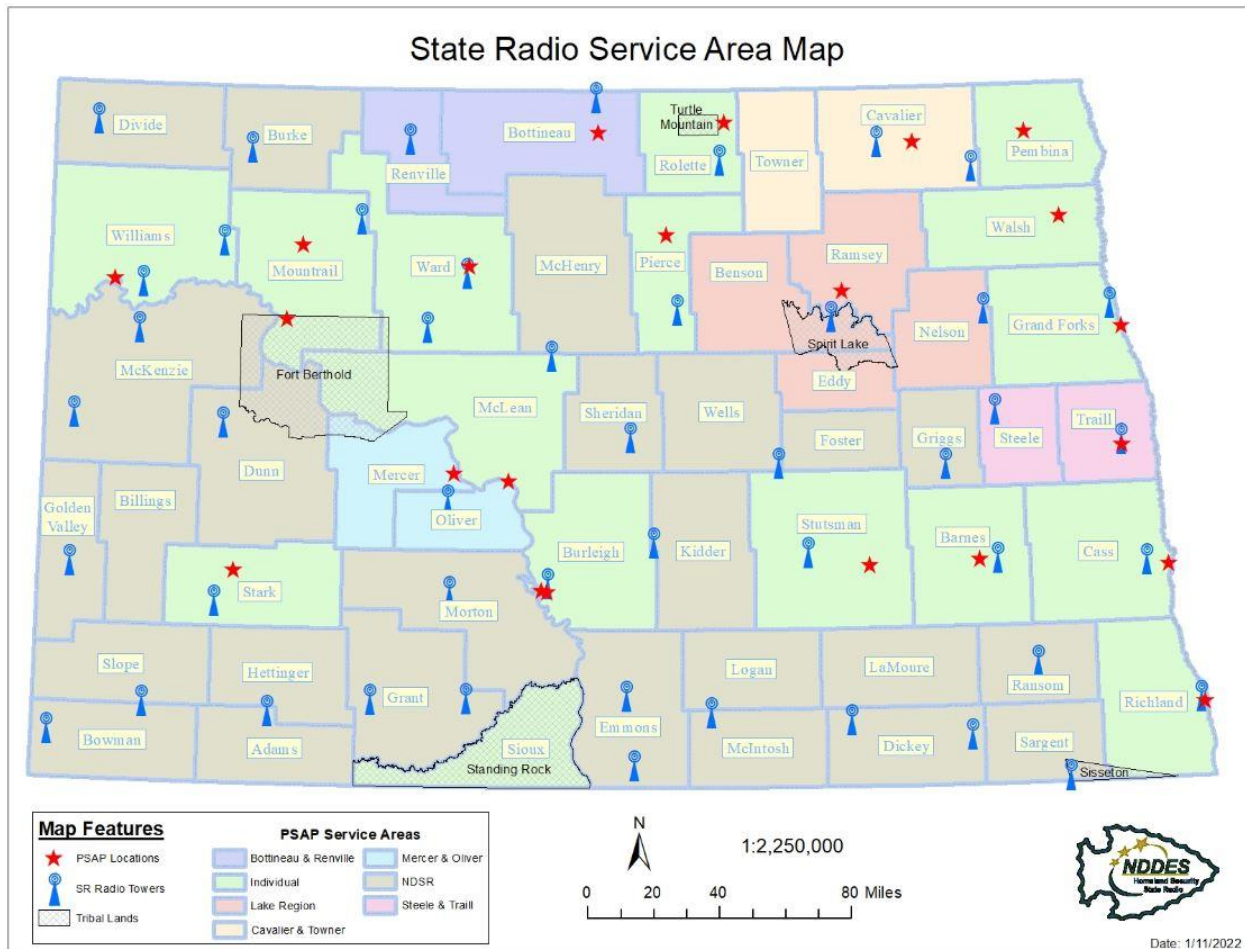 State Radio Service Area Map
Divide
Burke
Renville
Bottineau
Turtle
Mountain
Rolette
Towner
Cavalier
Pembina
Williams
Mountrail
Ward
McHenry
Pierce
Benson
Ramsey
Walsh
Nelson
Grand Forks
Spirit Lake
McKenzie
Fort Berthold
McLean
Sheridan
Wells
Eddy
Foster
Griggs
Steele
Traill
Dunn
Mercer
Oliver
Golden
Valley
Billings
Stark
Burleigh
Kidder
Stutsman
Barnes
Cass
Morton
Slope
Hettinger
Grant
Logan
LaMoure
Ransom
Richland
Bowman
Adams
Sioux
Standing Rock
Emmons
McIntosh
Dickey
Sargent
Sisseton
Map Features
PSAP Locations
SR Radio Towers
Tribal Lands
PSAP Service Areas
Bottineau & Renville
Individual
Lake Region
Cavalier & Towner
Mercer & Oliver
NDSR
Steele & Traill
N
1:2,250,000
0 20 40 80 Miles
NDDES
Homeland Security
State Radio
Date: 1/11/2022